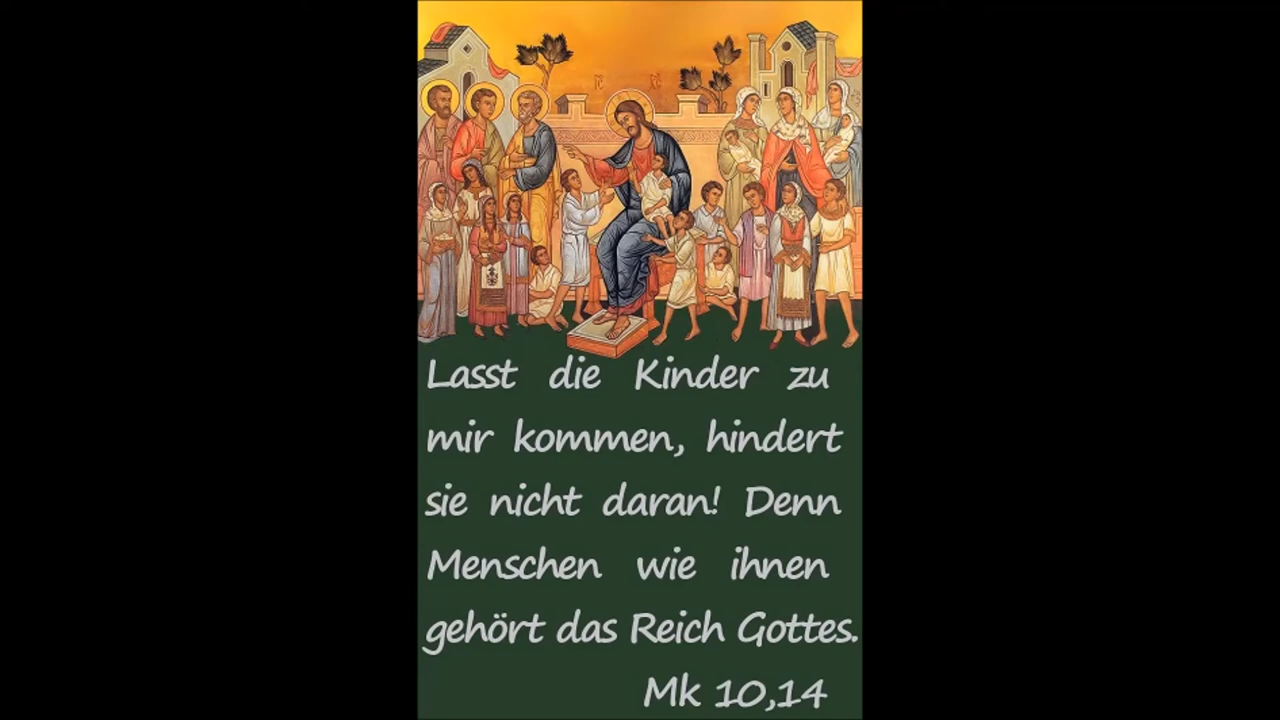 Lasst die Kinder zu
mir kommen, hindert
sie nicht daran! Denn
Menschen wie ihnen
gehört das Reich Gottes.
Mk 10,14